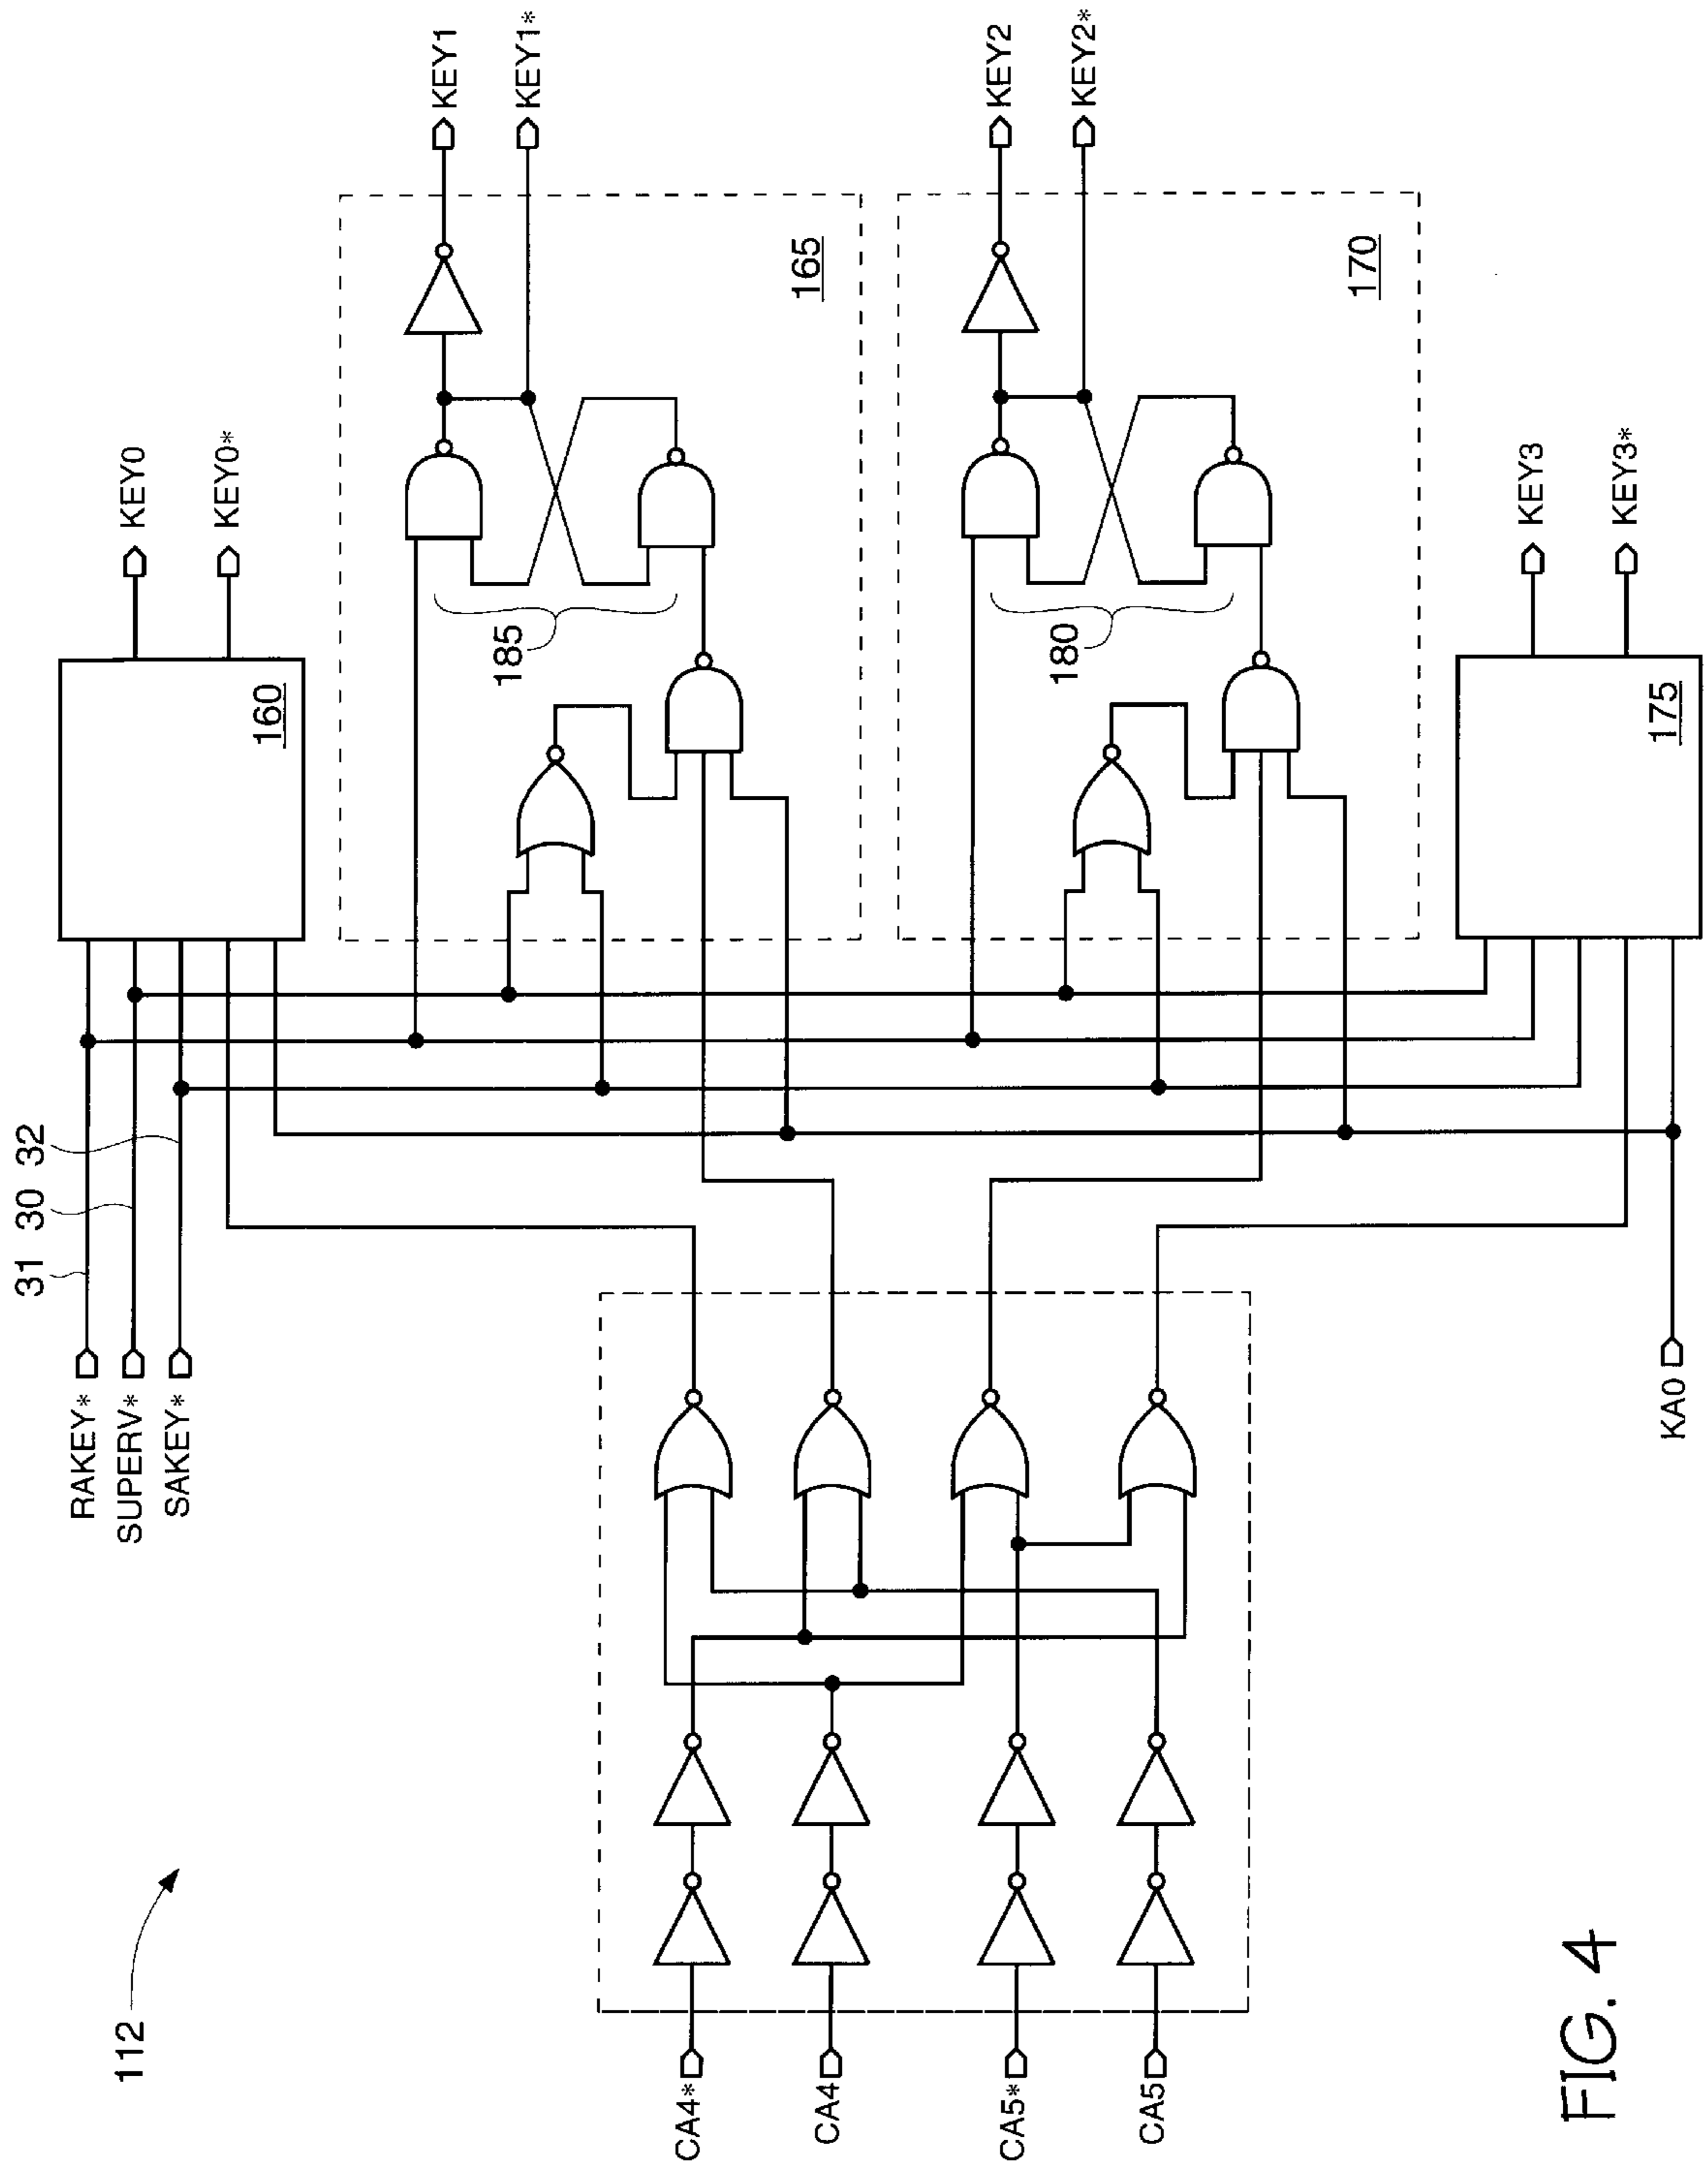 112
RAKEY*
SUPERV*
SAKEY*
31
30
32
160
KEY0
KEY0*
185
165
KEY1
KEY1*
180
170
KEY2
KEY2*
175
KEY3
KEY3*
KA0
CA4*
CA4
CA5*
CA5
FIG. 4